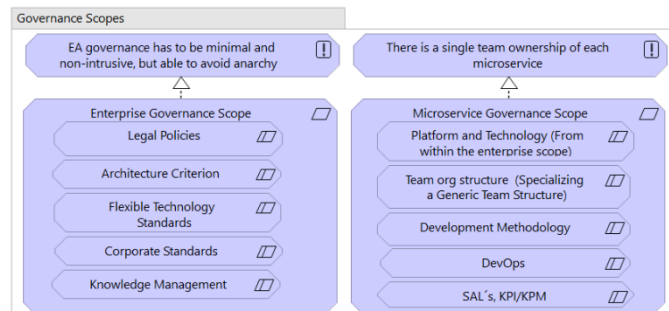 Governance Scopes
EA governance has to be minimal and
non-intrusive, but able to avoid anarchy
There is a single team ownership of each
microservice
Enterprise Governance Scope
Legal Policies
Architecture Criterion
Flexible Technology
Standards
Corporate Standards
Knowledge Management
Microservice Governance Scope
Platform and Technology (From
within the enterprise scope)
Team org structure (Specializing
a Generic Team Structure)
Development Methodology
DevOps
SAL´s, KPI/KPM